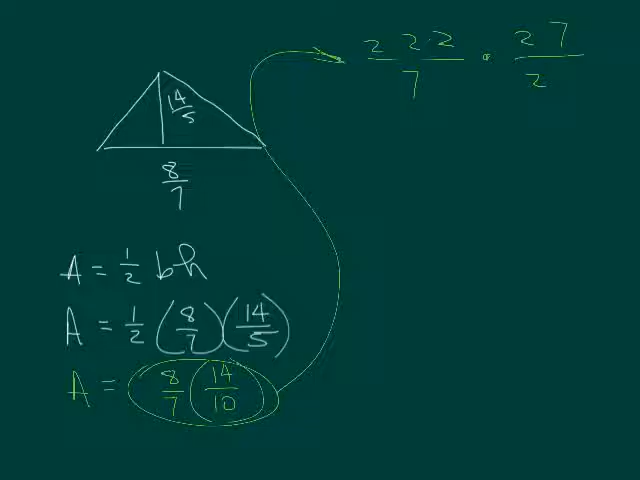 2 2·2/7 · 2 7/2
14/5
8/7
A = 1/2 bh
A = 1/2 (8/7)(14/5)
A = 8/7 (14/10)